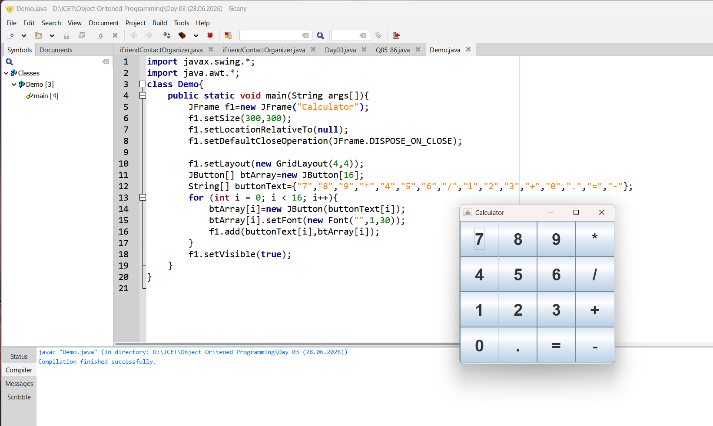 Demo.java - D:\ICET\Object Oritened Programming\Day 03 (28.06.2026) - Geany
File Edit Search View Document Project Build Tools Help
Symbols Documents
iFriendContactOrganizer.java iFriendContactOrganizer.java Day03.java Q05_86.java Demo.java
Classes
Demo [3]
main [4]
1 import javax.swing.*;
2 import java.awt.*;
3 class Demo{
4 public static void main(String args[]){
5 JFrame f1=new JFrame("Calculator");
6 f1.setSize(300,300);
7 f1.setLocationRelativeTo(null);
8 f1.setDefaultCloseOperation(JFrame.DISPOSE_ON_CLOSE);
9
10 f1.setLayout(new GridLayout(4,4));
11 JButton[] btArray=new JButton[16];
12 String[] buttonText={"7","8","9","*","4","5","6","/","1","2","3","+","0",".","=","-"};
13 for (int i = 0; i < 16; i++){
14 btArray[i]=new JButton(buttonText[i]);
15 btArray[i].setFont(new Font("",1,30));
16 f1.add(buttonText[i],btArray[i]);
17 }
18 f1.setVisible(true);
19 }
20 }
21
Calculator
7 8 9 *
4 5 6 /
1 2 3 +
0 . = -
Status
Compiler
Messages
Scribble
javac "Demo.java" (in directory: D:\ICET\Object Oritened Programming\Day 03 (28.06.2026))
Compilation finished successfully.